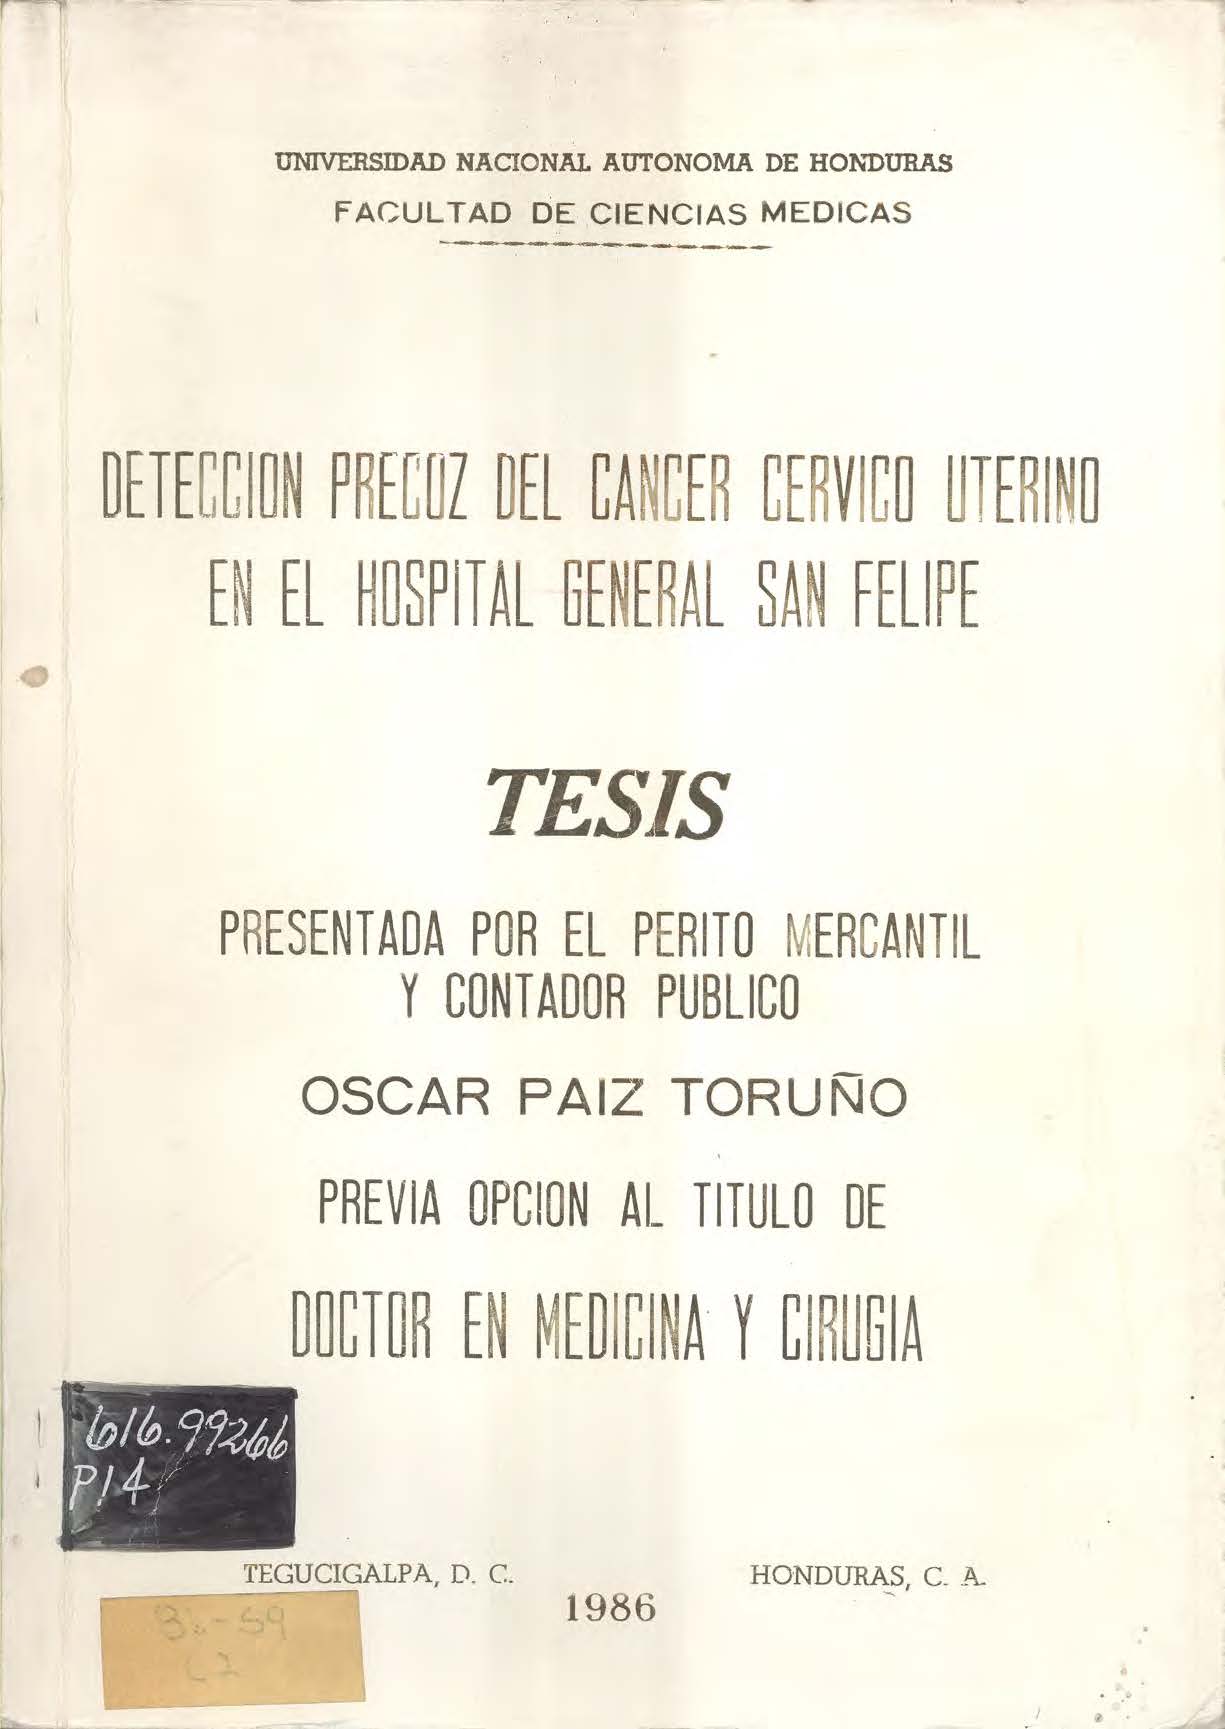 UNIVERSIDAD NACIONAL AUTONOMA DE HONDURAS
FACULTAD DE CIENCIAS MEDICAS
DETECCION PRECOZ DEL CANCER CERVICO UTERINO
EN EL HOSPITAL GENERAL SAN FELIPE
TESIS
PRESENTADA POR EL PERITO MERCANTIL
Y CONTADOR PUBLICO
OSCAR PAIZ TORUÑO
PREVIA OPCION AL TITULO DE
DOCTOR EN MEDICINA Y CIRUGIA
616.99266
P14
TEGUCIGALPA, D. C. HONDURAS, C. A.
1986